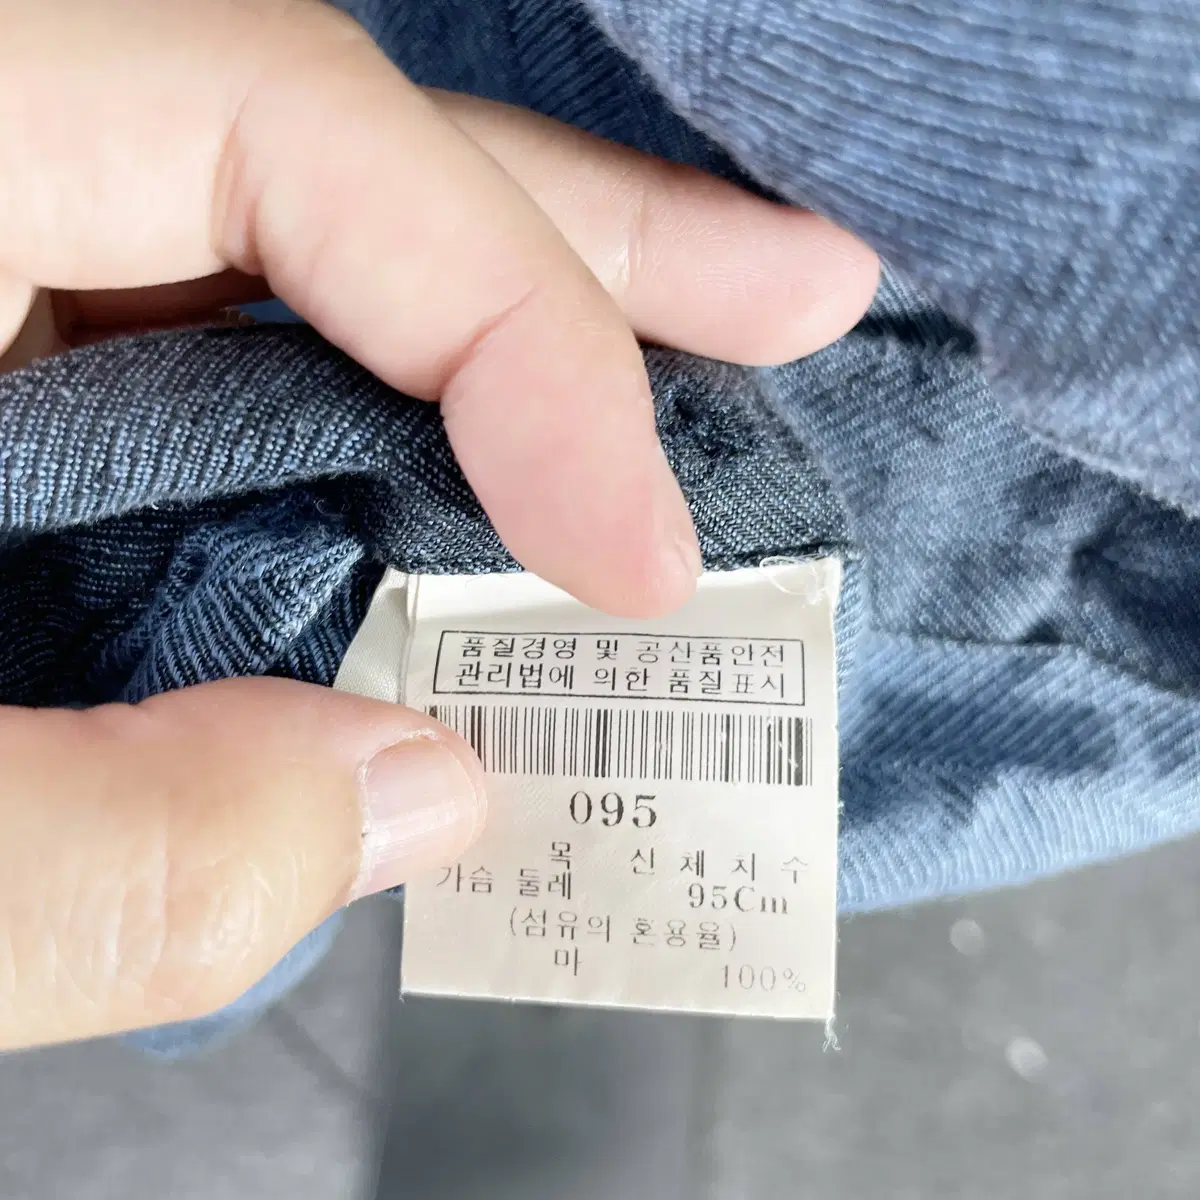 품질경영 및 공산품안전
관리법에 의한 품질표시
095
목 신 체 치 수
가슴 둘레 95Cm
(섬유의 혼용율)
마 100%